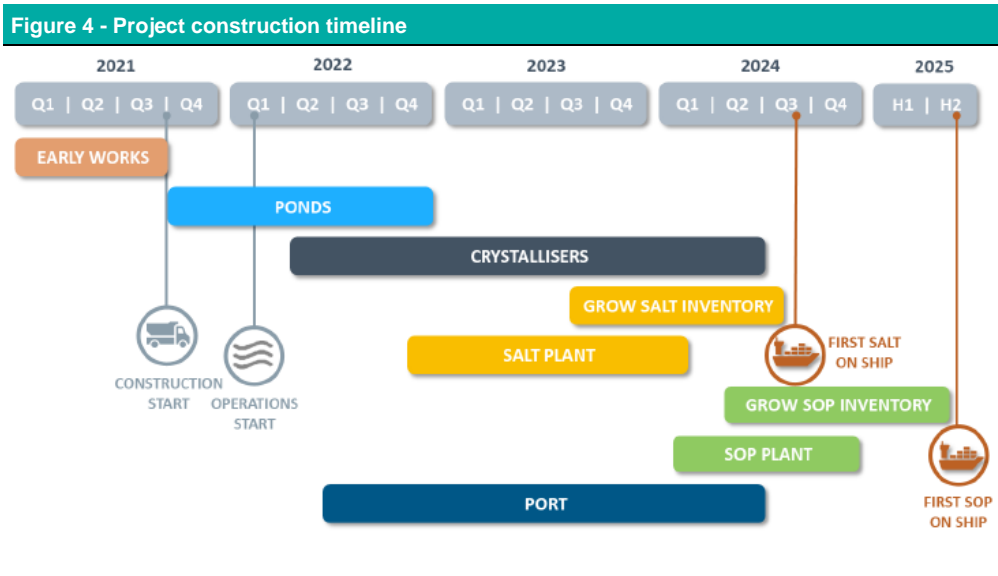 Figure 4 - Project construction timeline
2021
2022
2023
2024
2025
Q1 | Q2 | Q3 | Q4
Q1 | Q2 | Q3 | Q4
Q1 | Q2 | Q3 | Q4
Q1 | Q2 | Q3 | Q4
H1 | H2
EARLY WORKS
PONDS
CRYSTALLISERS
GROW SALT INVENTORY
SALT PLANT
FIRST SALT
ON SHIP
CONSTRUCTION
START
OPERATIONS
START
GROW SOP INVENTORY
SOP PLANT
PORT
FIRST SOP
ON SHIP